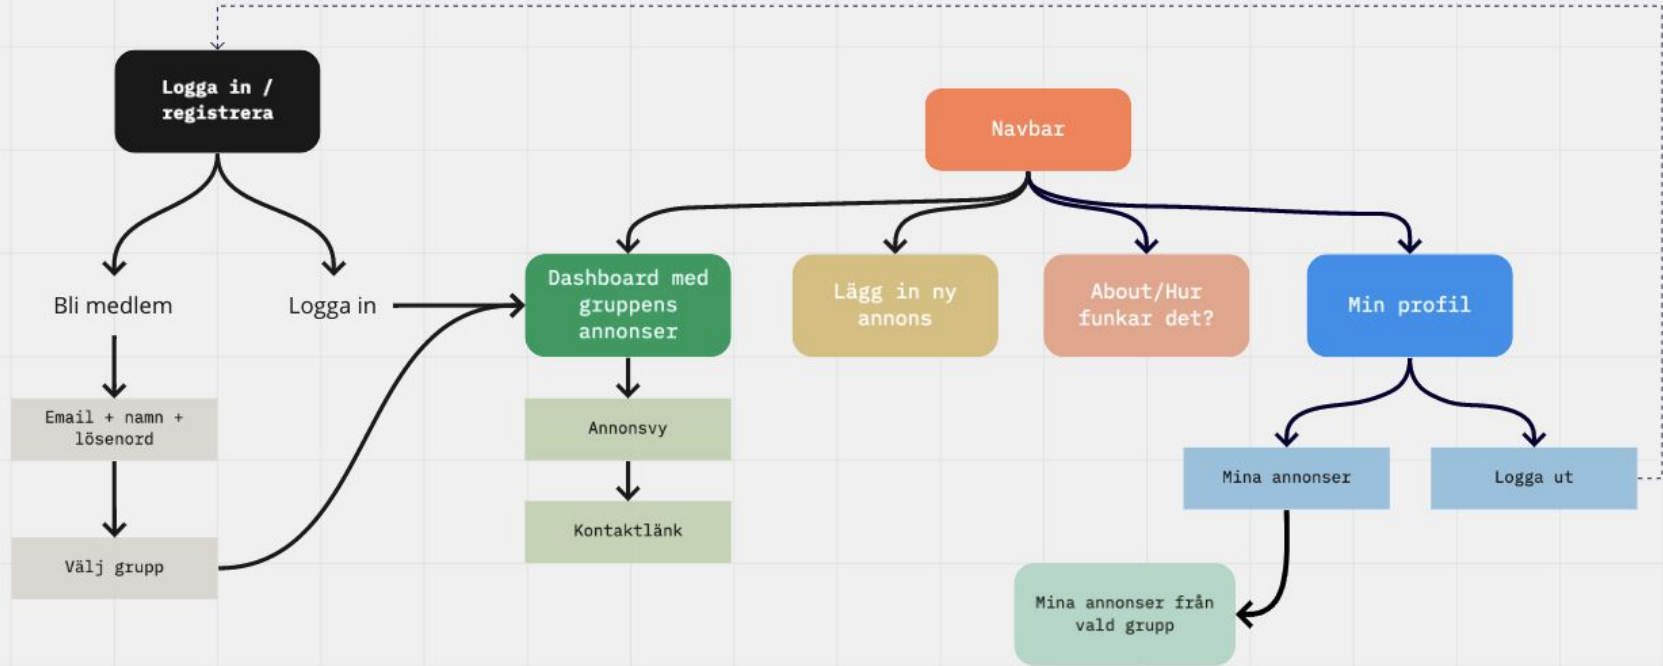 Logga in /
registrera
Navbar
Bli medlem
Logga in
Dashboard med
gruppens
annonser
Lägg in ny
annons
About/Hur
funkar det?
Min profil
Email + namn +
lösenord
Annonsvy
Mina annonser
Logga ut
Kontaktlänk
Välj grupp
Mina annonser från
vald grupp